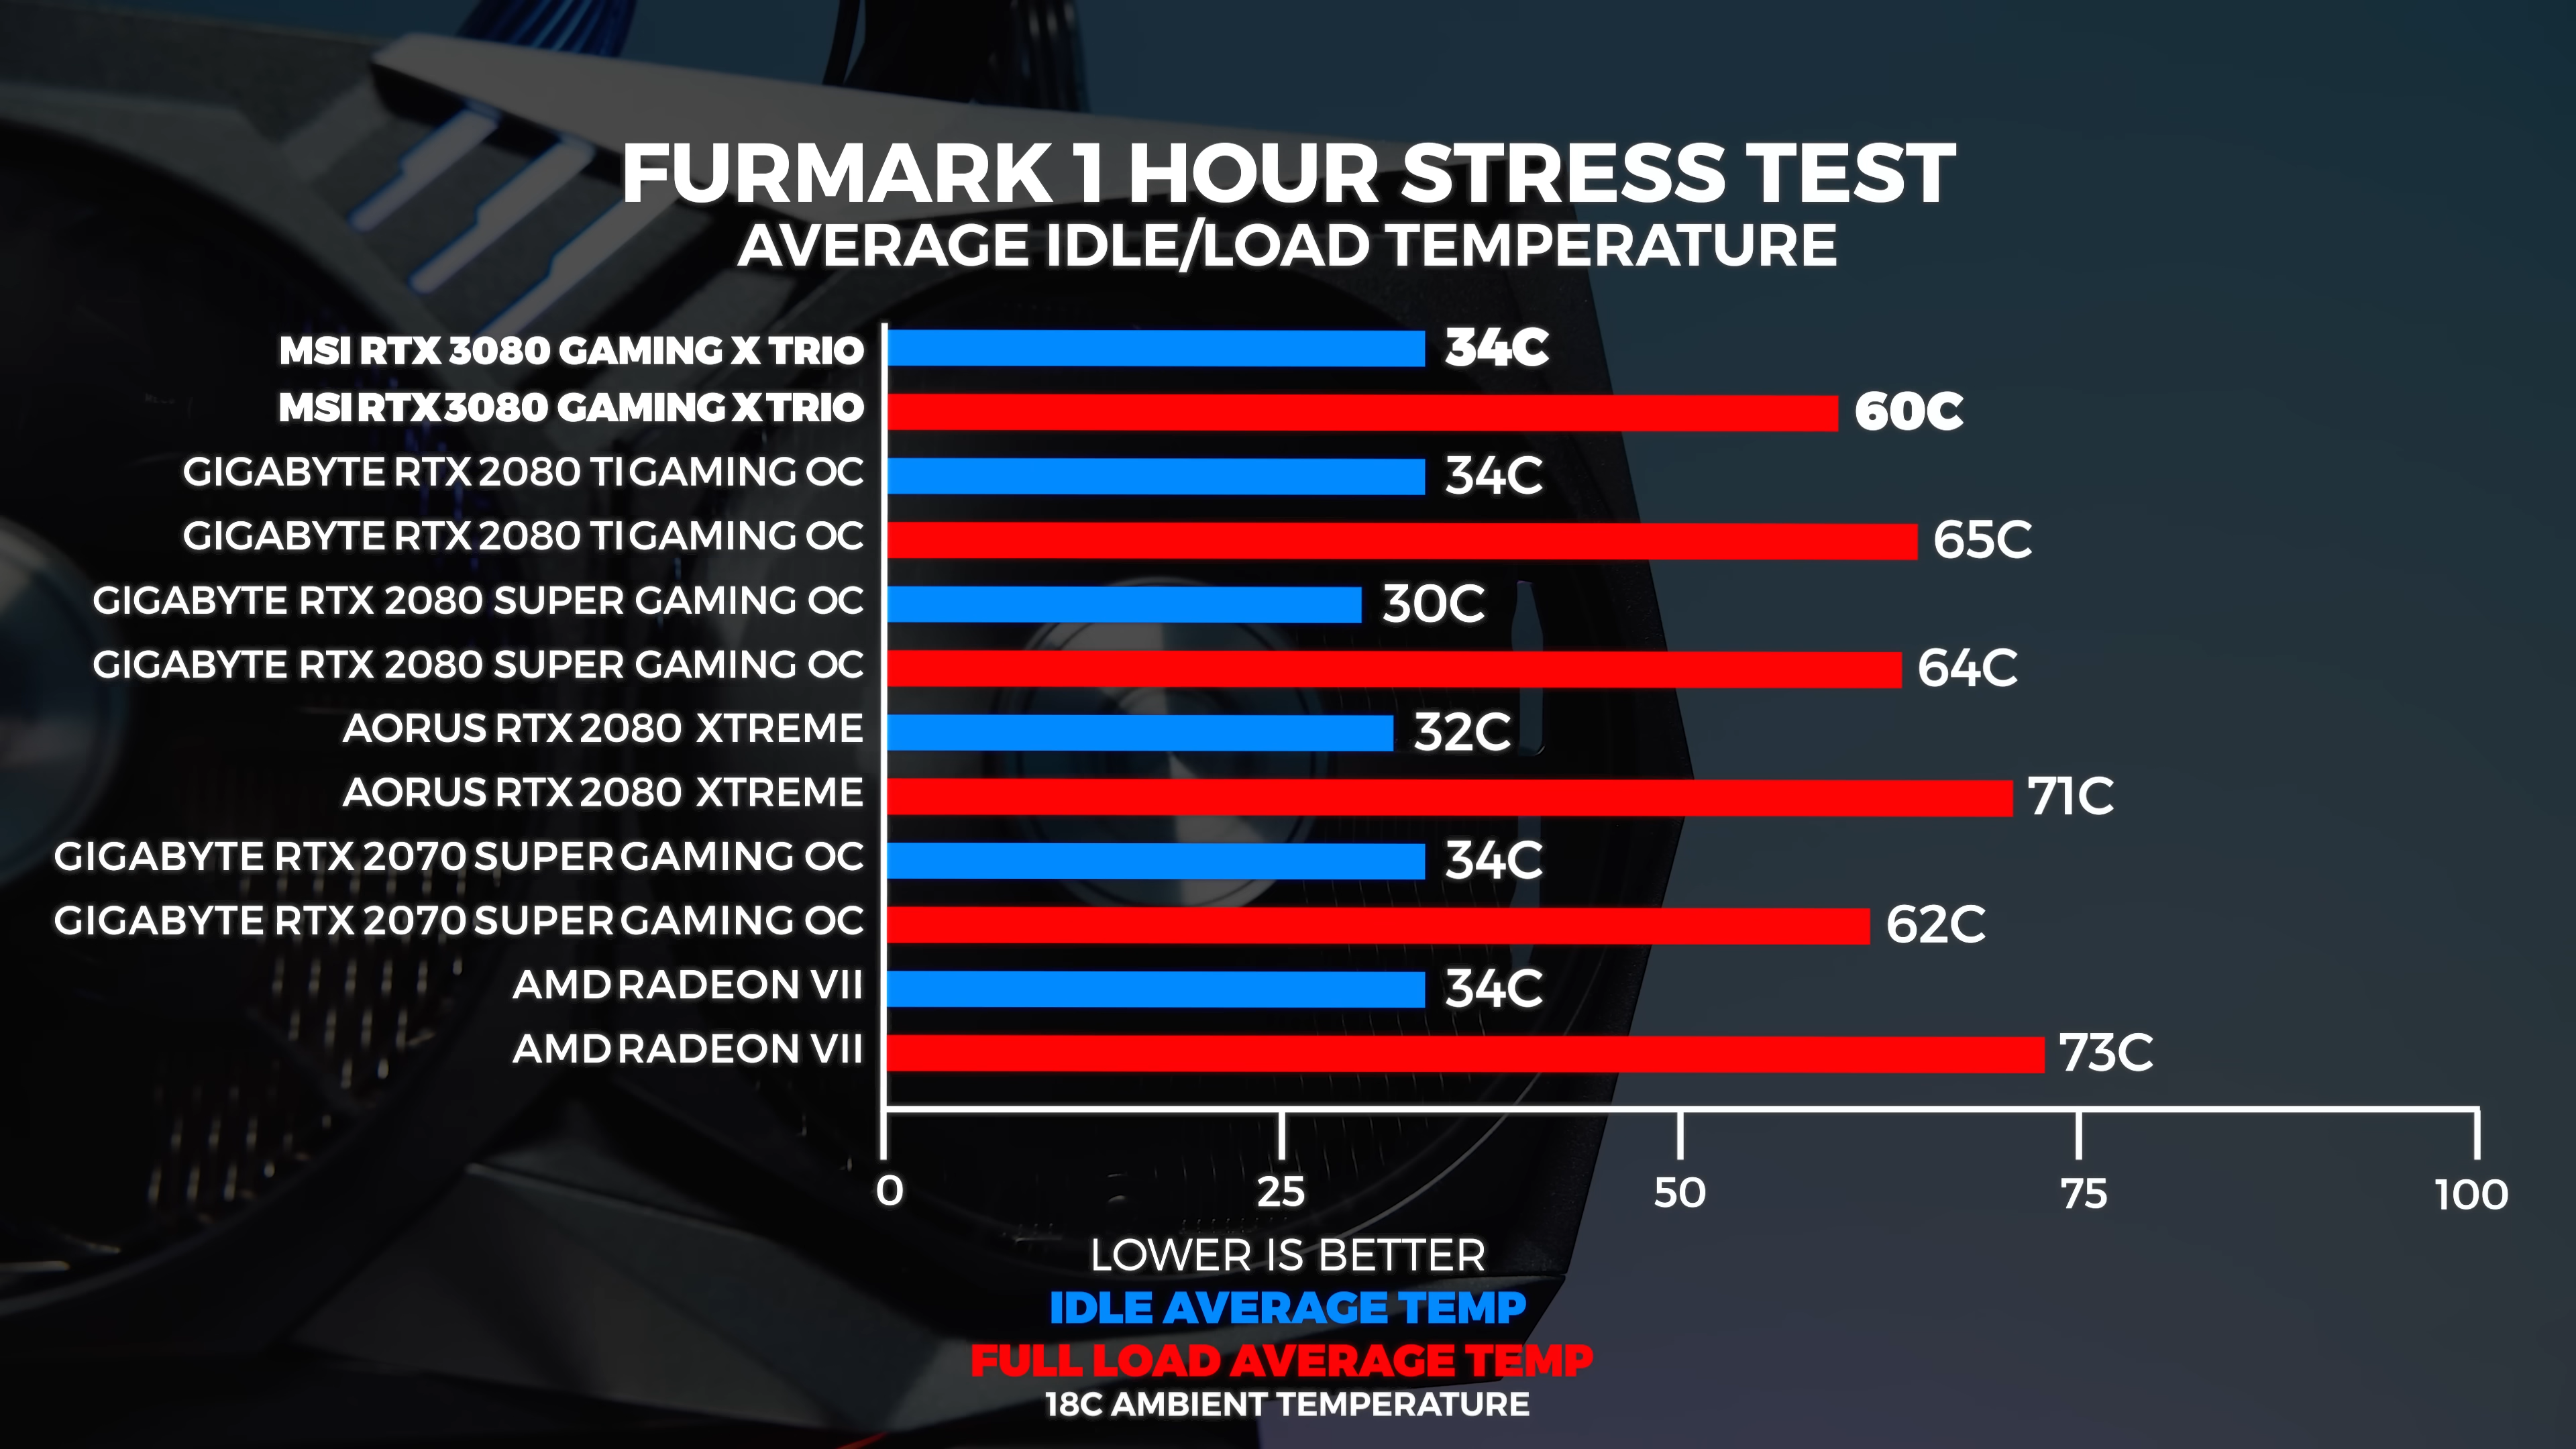 FURMARK 1 HOUR STRESS TEST
AVERAGE IDLE/LOAD TEMPERATURE
MSI RTX 3080 GAMING X TRIO 34C
MSI RTX 3080 GAMING X TRIO 60C
GIGABYTE RTX 2080 TI GAMING OC 34C
GIGABYTE RTX 2080 TI GAMING OC 65C
GIGABYTE RTX 2080 SUPER GAMING OC 30C
GIGABYTE RTX 2080 SUPER GAMING OC 64C
AORUS RTX 2080 XTREME 32C
AORUS RTX 2080 XTREME 71C
GIGABYTE RTX 2070 SUPER GAMING OC 34C
GIGABYTE RTX 2070 SUPER GAMING OC 62C
AMD RADEON VII 34C
AMD RADEON VII 73C
0 25 50 75 100
LOWER IS BETTER
IDLE AVERAGE TEMP
FULL LOAD AVERAGE TEMP
18C AMBIENT TEMPERATURE